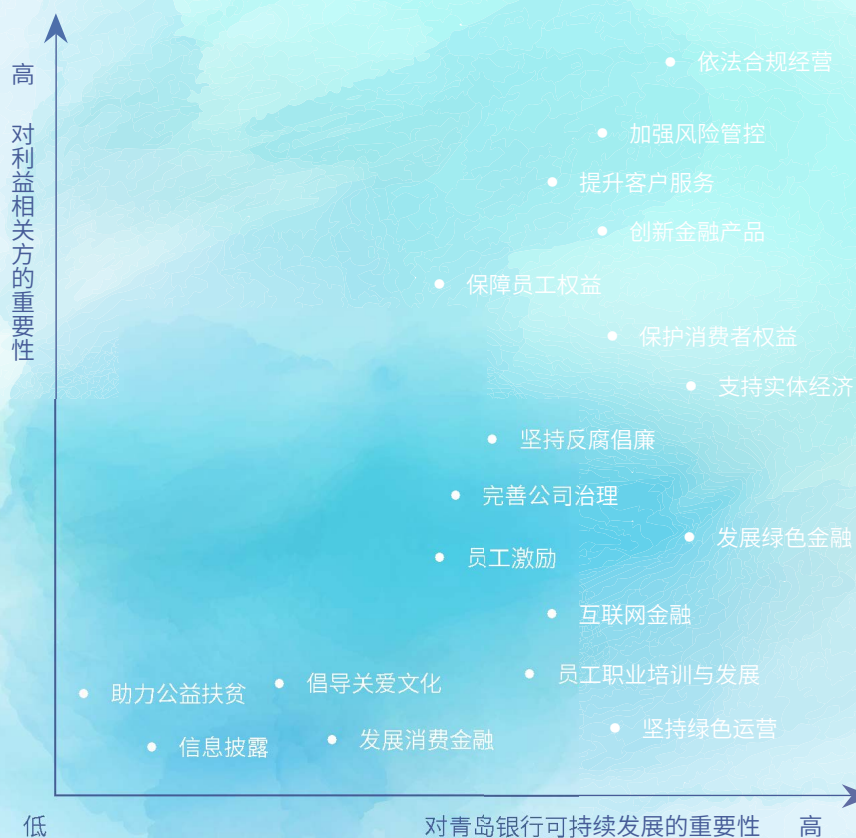 高
对利益相关方的重要性
依法合规经营
加强风险管控
提升客户服务
创新金融产品
保障员工权益
保护消费者权益
支持实体经济
坚持反腐倡廉
完善公司治理
发展绿色金融
员工激励
互联网金融
员工职业培训与发展
倡导关爱文化
助力公益扶贫
坚持绿色运营
发展消费金融
信息披露
低
对青岛银行可持续发展的重要性
高